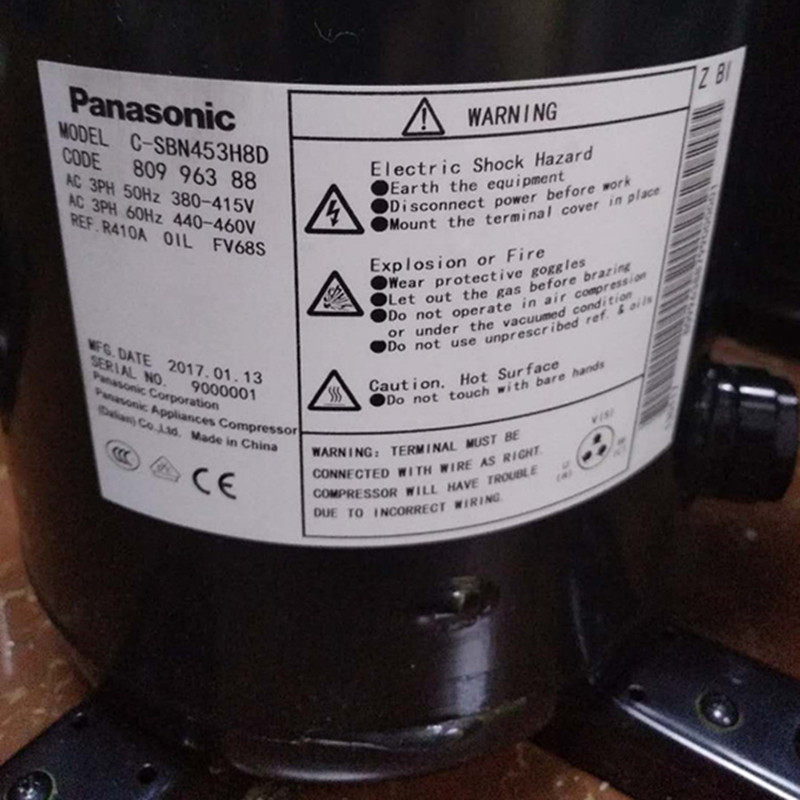 Panasonic
MODEL C-SBN453H8D
CODE 809 963 88
AC 3PH 50Hz 380-415V
AC 3PH 60Hz 440-460V
REF.R410A OIL FV68S
MFG.DATE 2017.01.13
SERIAL NO. 9000001
Panasonic Corporation
Panasonic Appliances Compressor
(Dalian) Co.,Ltd. Made in China
CCC
CE
WARNING
Electric Shock Hazard
●Earth the equipment
●Disconnect power before work
●Mount the terminal cover in place
Explosion or Fire
●Wear protective goggles
●Let out the gas before brazing
●Do not operate in air compression
or under the vacuumed condition
●Do not use unprescribed ref. & oils
Caution. Hot Surface
●Do not touch with bare hands
WARNING: TERMINAL MUST BE
CONNECTED WITH WIRE AS RIGHT.
COMPRESSOR WILL HAVE TROUBLE
DUE TO INCORRECT WIRING.
V(S)
U
(R)
Z BI